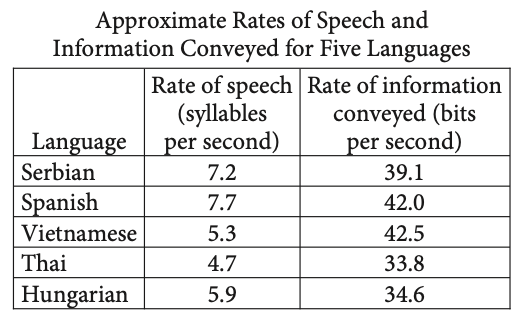 Approximate Rates of Speech and
Information Conveyed for Five Languages
Language | Rate of speech (syllables per second) | Rate of information conveyed (bits per second)
Serbian 7.2 39.1
Spanish 7.7 42.0
Vietnamese 5.3 42.5
Thai 4.7 33.8
Hungarian 5.9 34.6